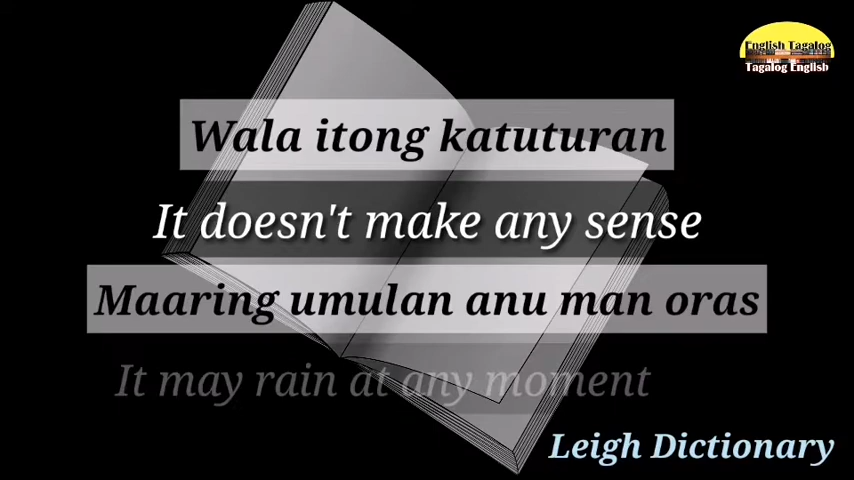 English Tagalog
Tagalog English
Wala itong katuturan
It doesn't make any sense
Maaring umulan anu man oras
It may rain at any moment
Leigh Dictionary